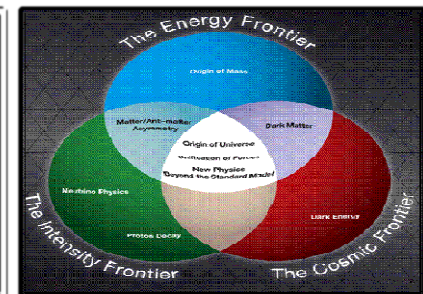 The Energy Frontier
Origin of Mass
Matter/Anti-matter
Asymmetry
Dark Matter
Origin of Universe
Unification of Forces
New Physics
Beyond the Standard Model
Neutrino Physics
Dark Energy
Proton Decay
The Intensity Frontier
The Cosmic Frontier